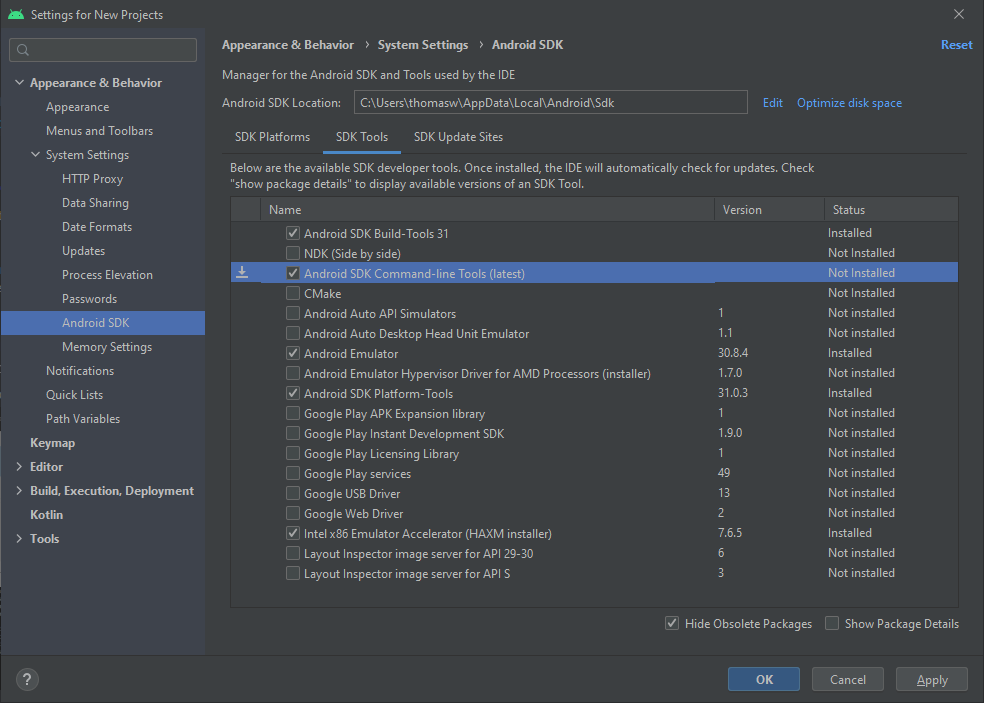 Settings for New Projects
Appearance & Behavior
Appearance
Menus and Toolbars
System Settings
HTTP Proxy
Data Sharing
Date Formats
Updates
Process Elevation
Passwords
Android SDK
Memory Settings
Notifications
Quick Lists
Path Variables
Keymap
Editor
Build, Execution, Deployment
Kotlin
Tools
Appearance & Behavior › System Settings › Android SDK Reset
Manager for the Android SDK and Tools used by the IDE
Android SDK Location: C:\Users\thomasw\AppData\Local\Android\Sdk Edit Optimize disk space
SDK Platforms SDK Tools SDK Update Sites
Below are the available SDK developer tools. Once installed, the IDE will automatically check for updates. Check
"show package details" to display available versions of an SDK Tool.
Name Version Status
Android SDK Build-Tools 31 Installed
NDK (Side by side) Not Installed
Android SDK Command-line Tools (latest) Not Installed
CMake Not Installed
Android Auto API Simulators 1 Not installed
Android Auto Desktop Head Unit Emulator 1.1 Not installed
Android Emulator 30.8.4 Installed
Android Emulator Hypervisor Driver for AMD Processors (installer) 1.7.0 Not installed
Android SDK Platform-Tools 31.0.3 Installed
Google Play APK Expansion library 1 Not installed
Google Play Instant Development SDK 1.9.0 Not installed
Google Play Licensing Library 1 Not installed
Google Play services 49 Not installed
Google USB Driver 13 Not installed
Google Web Driver 2 Not installed
Intel x86 Emulator Accelerator (HAXM installer) 7.6.5 Installed
Layout Inspector image server for API 29-30 6 Not installed
Layout Inspector image server for API S 3 Not installed
Hide Obsolete Packages Show Package Details
? OK Cancel Apply